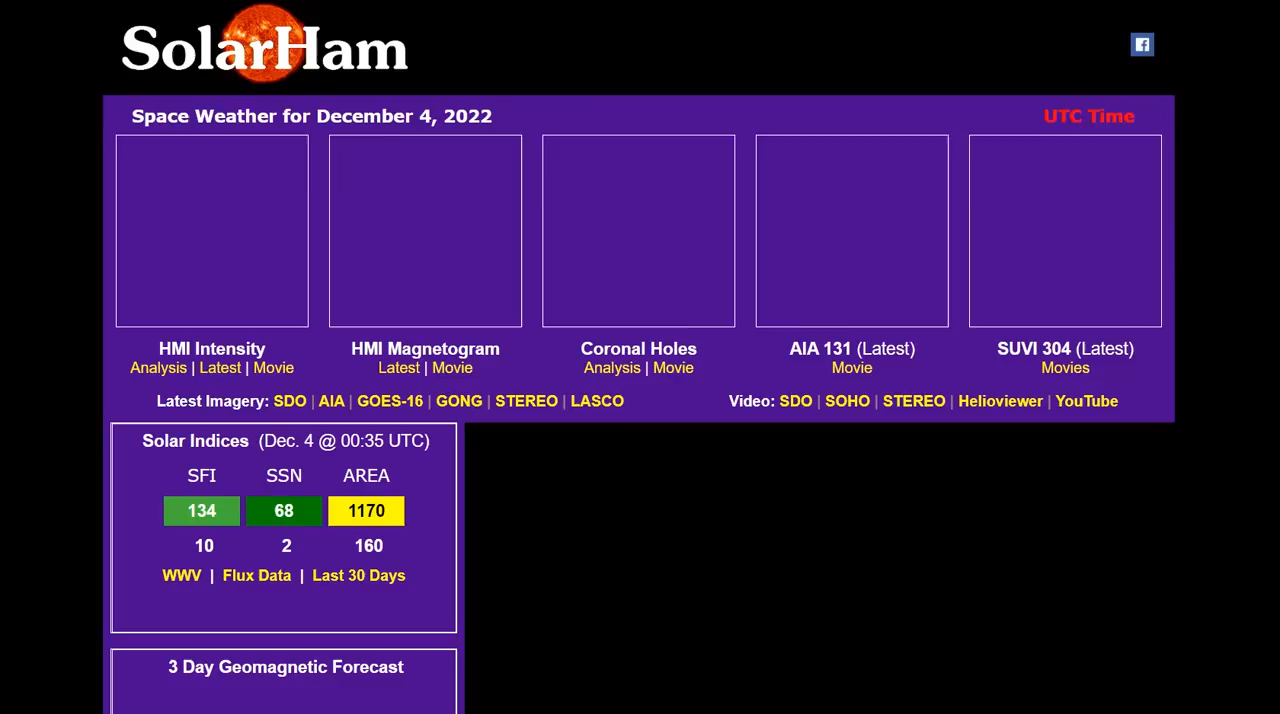 SolarHam
Space Weather for December 4, 2022
UTC Time
HMI Intensity
Analysis | Latest | Movie
HMI Magnetogram
Latest | Movie
Coronal Holes
Analysis | Movie
AIA 131 (Latest)
Movie
SUVI 304 (Latest)
Movies
Latest Imagery: SDO | AIA | GOES-16 | GONG | STEREO | LASCO
Video: SDO | SOHO | STEREO | Helioviewer | YouTube
Solar Indices (Dec. 4 @ 00:35 UTC)
SFI SSN AREA
134 68 1170
10 2 160
WWV | Flux Data | Last 30 Days
3 Day Geomagnetic Forecast